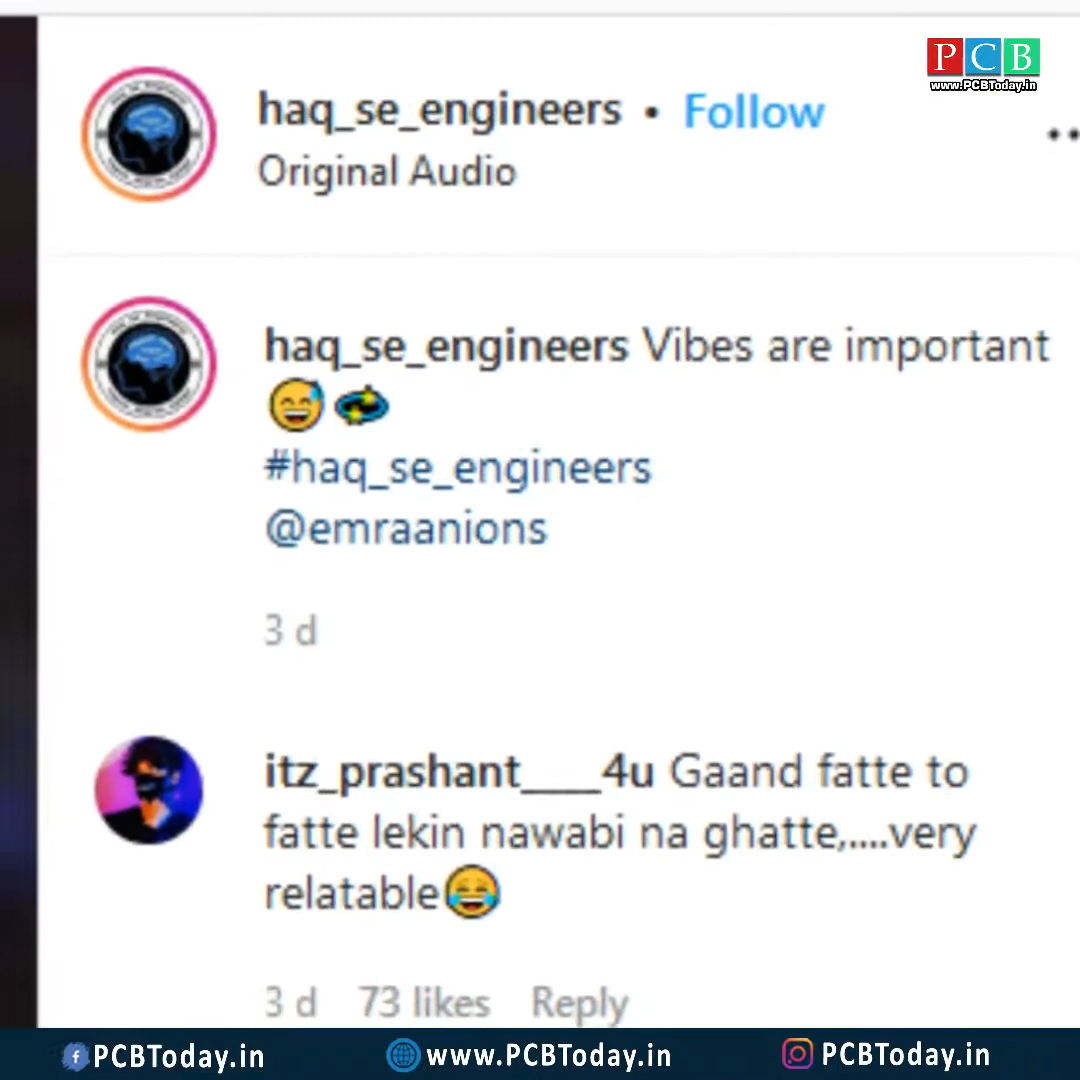 PCB
www.PCBToday.in
haq_se_engineers • Follow
Original Audio
haq_se_engineers Vibes are important
😅💫
#haq_se_engineers
@emraanions
3 d
itz_prashant____4u Gaand fatte to
fatte lekin nawabi na ghatte,....very
relatable😂
3 d 73 likes Reply
PCBToday.in www.PCBToday.in PCBToday.in